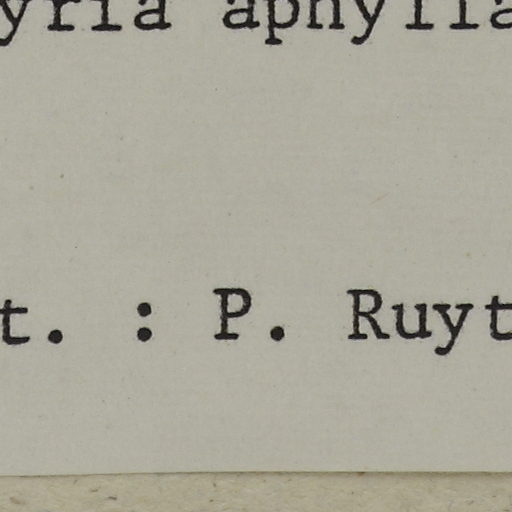 yria aphylla
t. : P. Ruyt